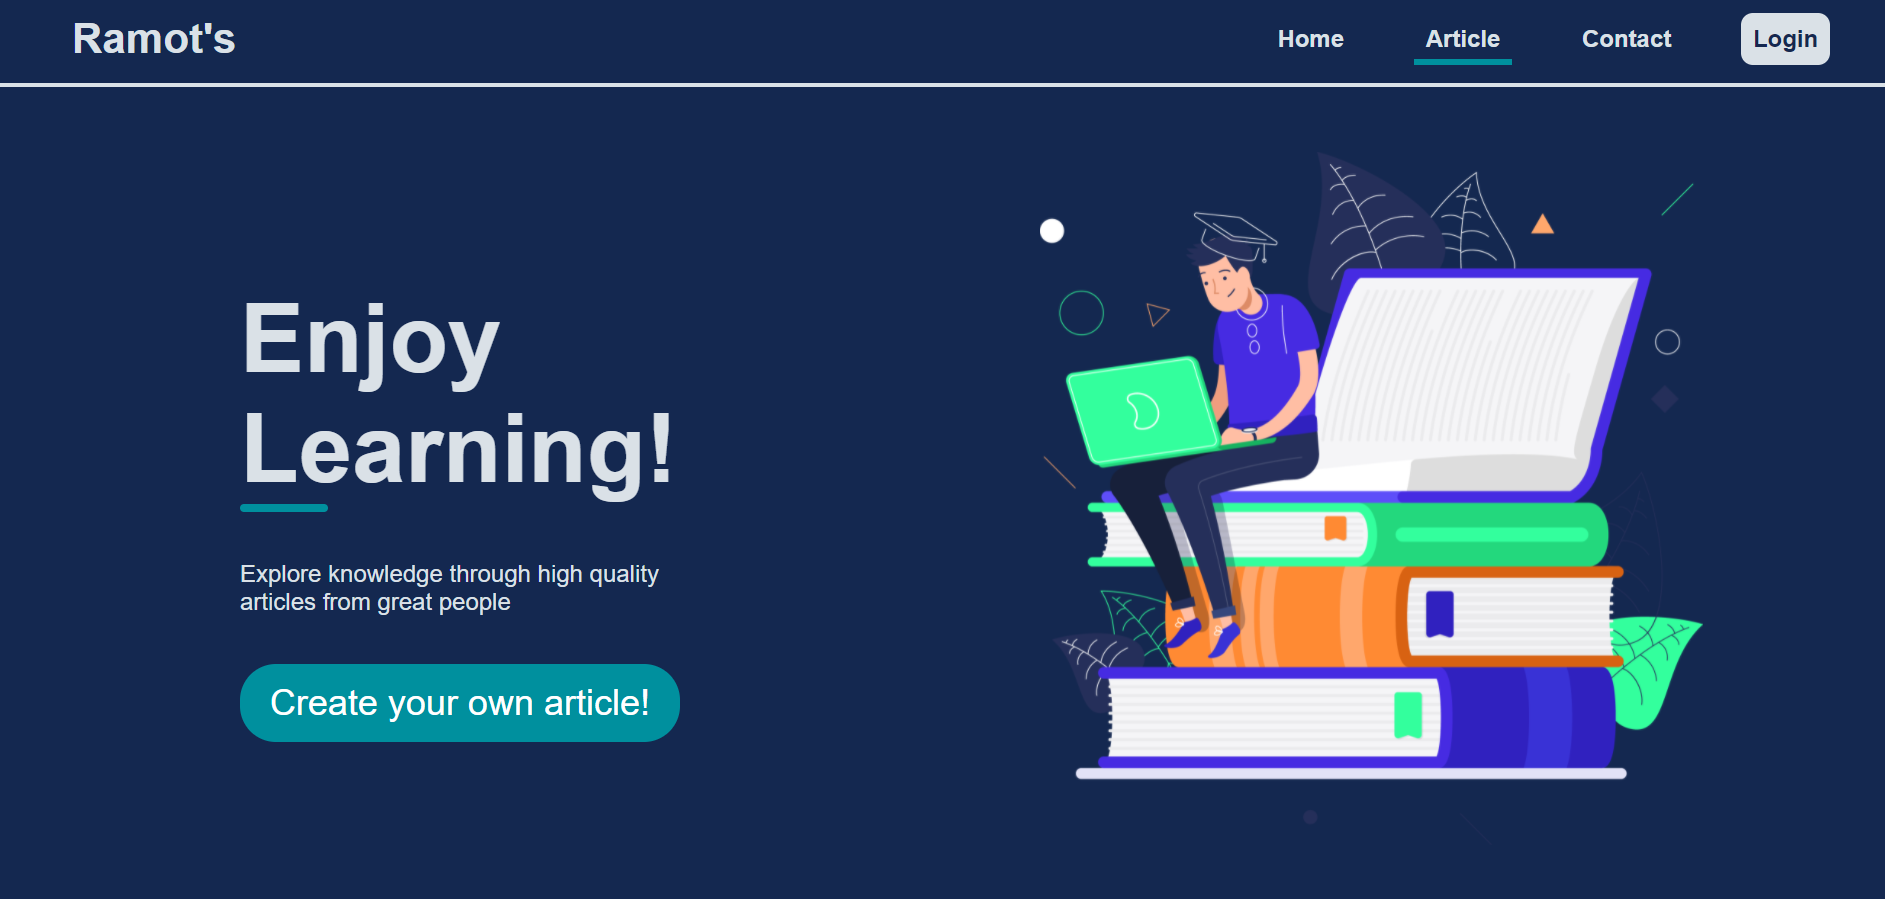 Ramot's
Home Article Contact Login
Enjoy
Learning!
Explore knowledge through high quality
articles from great people
Create your own article!